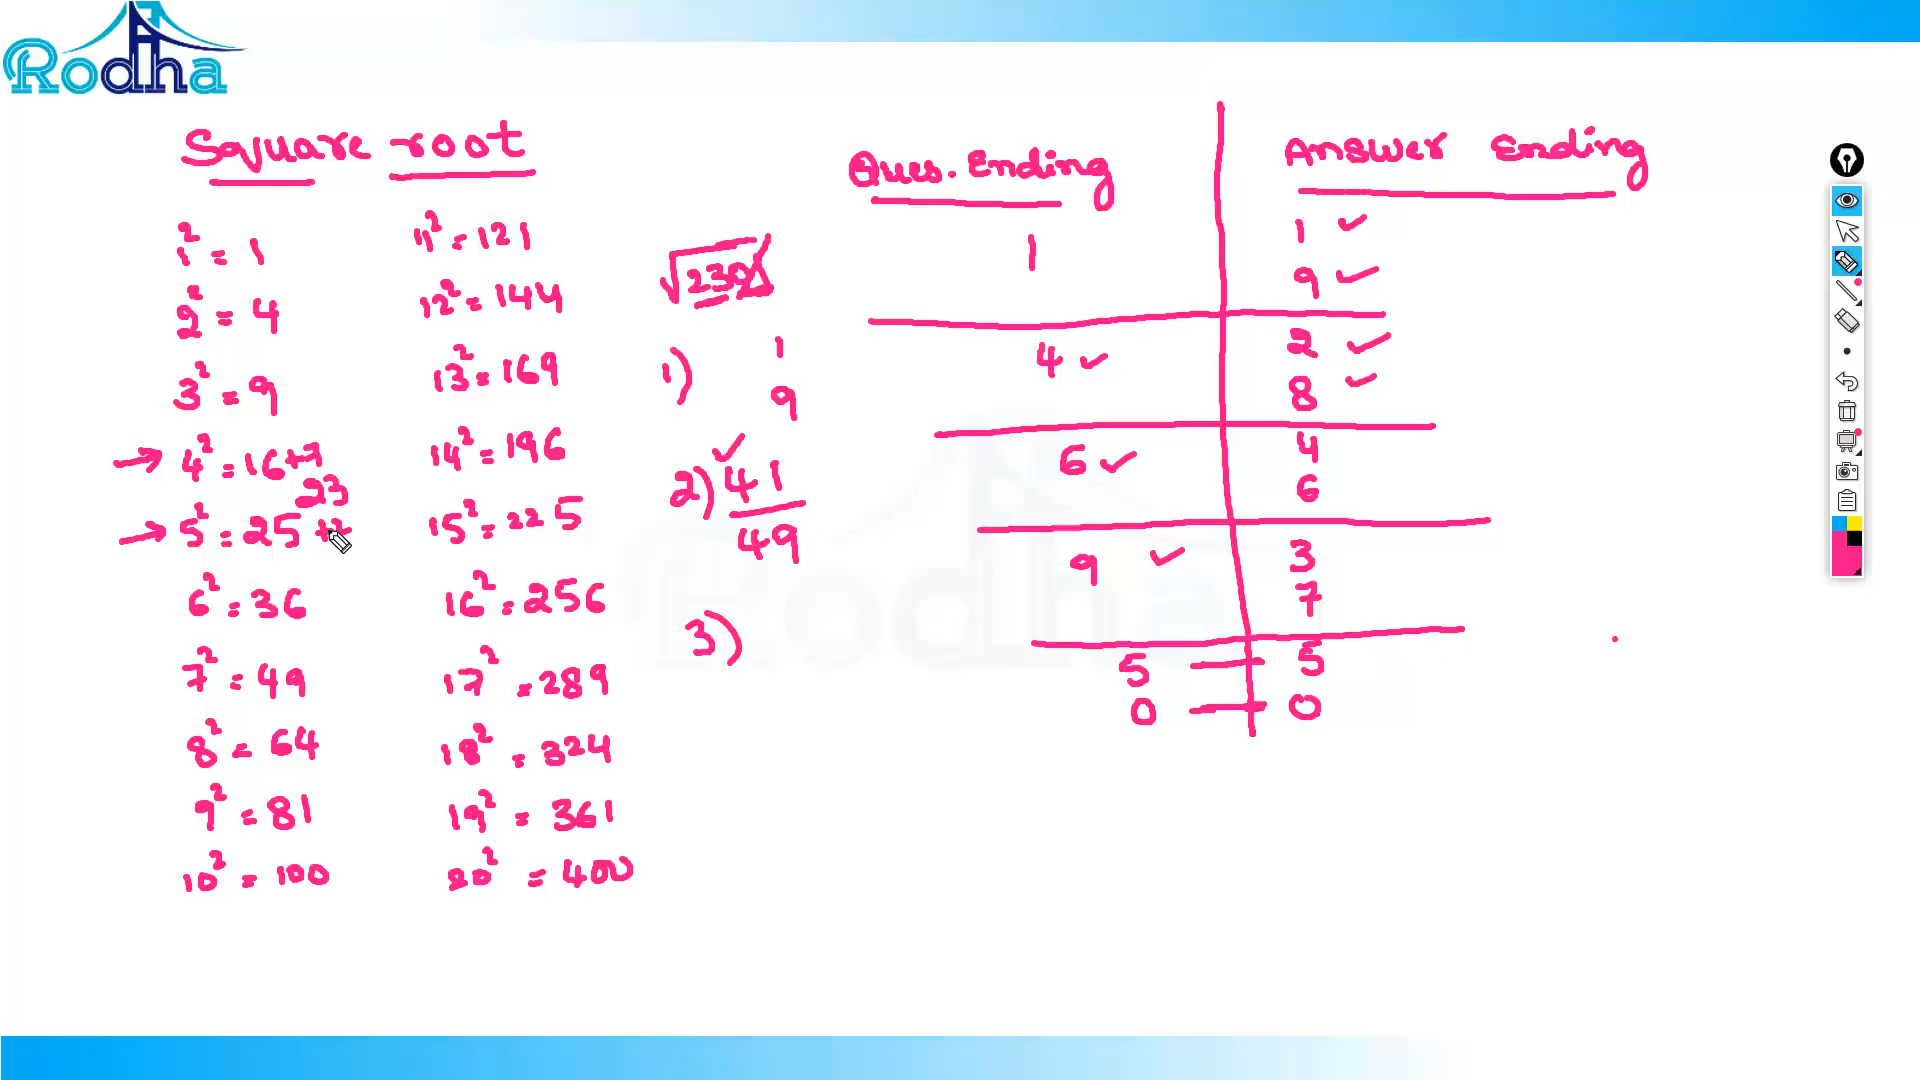 Rodha
Square root
1² = 1
2² = 4
3² = 9
4² = 16 +7
23
5² = 25
6² = 36
7² = 49
8² = 64
9² = 81
10² = 100
11² = 121
12² = 144
13² = 169
14² = 196
15² = 225
16² = 256
17² = 289
18² = 324
19² = 361
20² = 400
1) 1
9
2) 41
49
3)
Ques. Ending
Answer Ending
1
1 ✓
9 ✓
4 ✓
2 ✓
8 ✓
6 ✓
4
6
9 ✓
3
7
5
5
0
0
Rodha